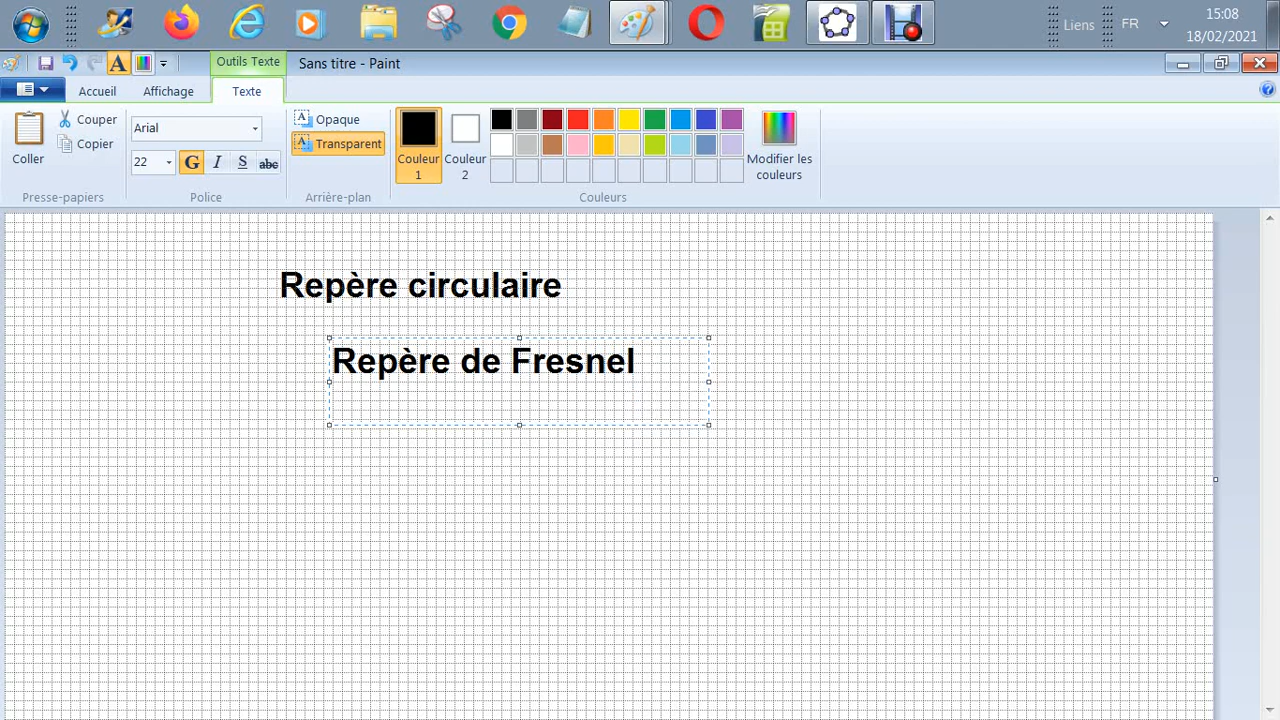 Liens
FR
15:08
18/02/2021
Outils Texte
Sans titre - Paint
Accueil
Affichage
Texte
Coller
Couper
Copier
Presse-papiers
Arial
22
G I S abc
Police
Opaque
Transparent
Arrière-plan
Couleur
1
Couleur
2
Modifier les
couleurs
Couleurs
Repère circulaire
Repère de Fresnel